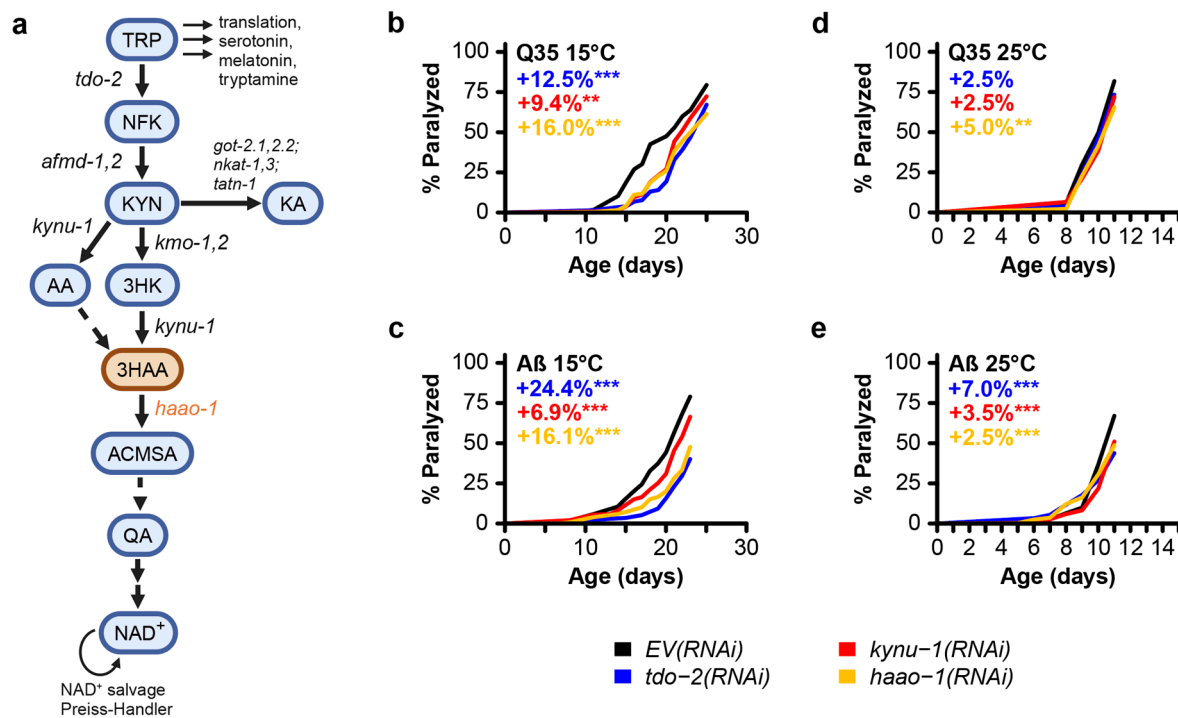 a
TRP
translation,
serotonin,
melatonin,
tryptamine
tdo-2
NFK
afmd-1,2
got-2.1,2.2;
nkat-1,3;
tatn-1
KYN
KA
kynu-1
kmo-1,2
AA
3HK
kynu-1
3HAA
haao-1
ACMSA
QA
NAD⁺
NAD⁺ salvage
Preiss-Handler
b
Q35 15°C
+12.5%***
+9.4%**
+16.0%***
% Paralyzed
100
75
50
25
0
0 10 20 30
Age (days)
d
Q35 25°C
+2.5%
+2.5%
+5.0%**
% Paralyzed
100
75
50
25
0
0 2 4 6 8 10 12 14
Age (days)
c
Aß 15°C
+24.4%***
+6.9%***
+16.1%***
% Paralyzed
100
75
50
25
0
0 10 20 30
Age (days)
e
Aß 25°C
+7.0%***
+3.5%***
+2.5%***
% Paralyzed
100
75
50
25
0
0 2 4 6 8 10 12 14
Age (days)
EV(RNAi)
kynu−1(RNAi)
tdo−2(RNAi)
haao−1(RNAi)